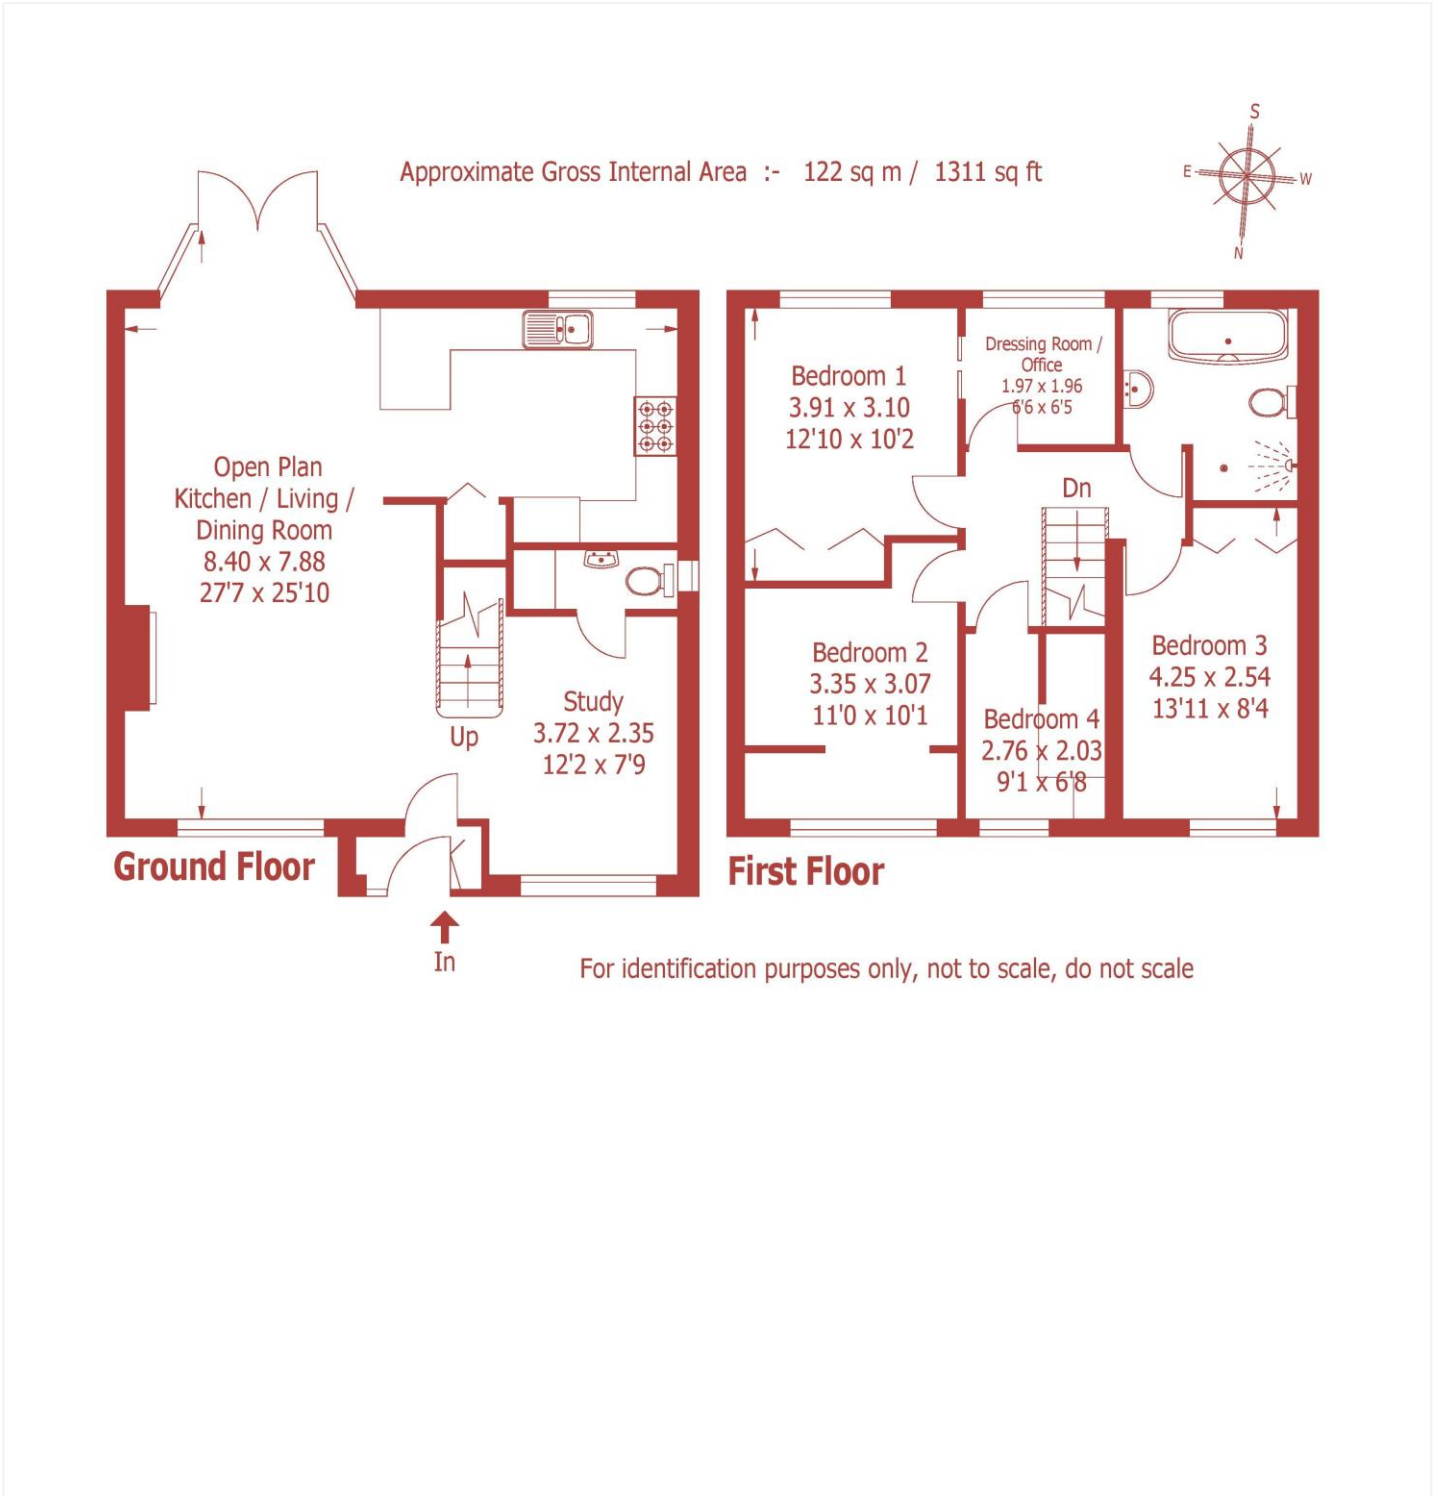 Approximate Gross Internal Area :- 122 sq m / 1311 sq ft
S
E
W
N
Open Plan
Kitchen / Living /
Dining Room
8.40 x 7.88
27'7 x 25'10
Up
Study
3.72 x 2.35
12'2 x 7'9
Ground Floor
In
Bedroom 1
3.91 x 3.10
12'10 x 10'2
Dressing Room /
Office
1.97 x 1.96
6'6 x 6'5
Dn
Bedroom 2
3.35 x 3.07
11'0 x 10'1
Bedroom 4
2.76 x 2.03
9'1 x 6'8
Bedroom 3
4.25 x 2.54
13'11 x 8'4
First Floor
For identification purposes only, not to scale, do not scale